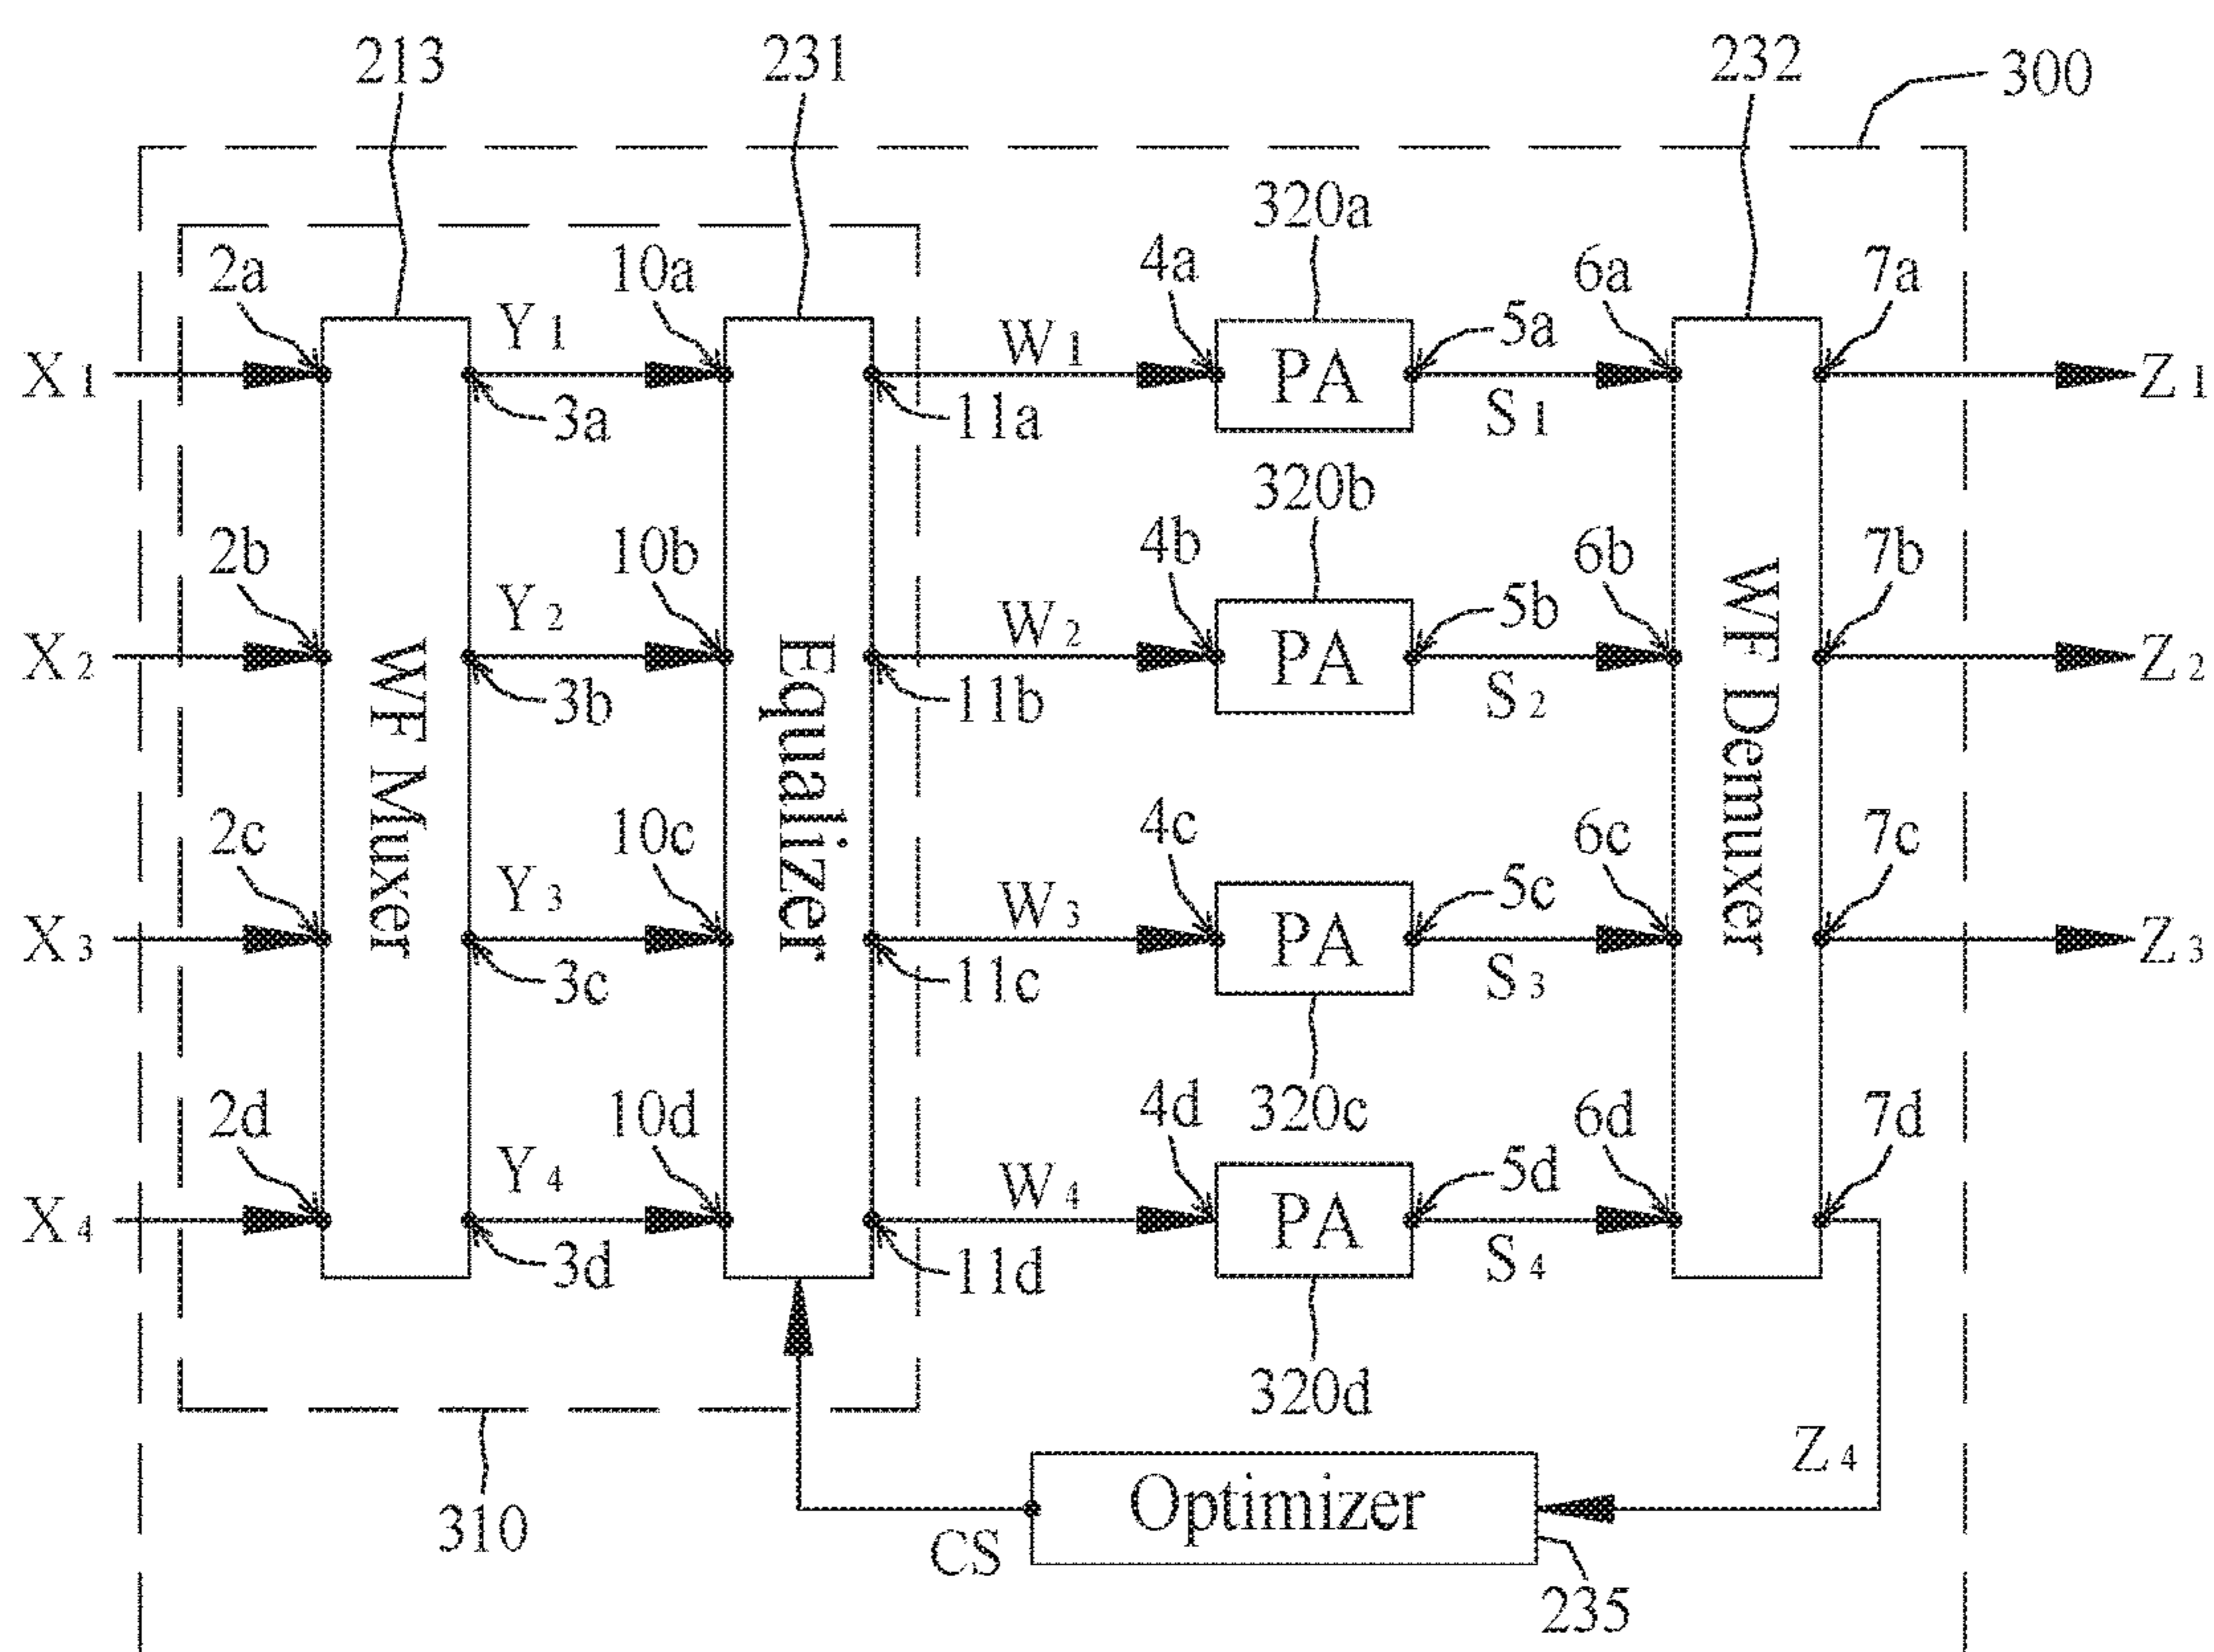 213 231 232 300
320a
2a 10a 4a 6a 7a
X1 Y1 W1 PA 5a Z1
3a 11a S1
320b
2b 10b 4b 6b 7b
X2 Y2 W2 PA 5b Z2
3b 11b S2
WF Muxer
Equalizer
WF Demuxer
2c 10c 4c 6c 7c
X3 Y3 W3 PA 5c Z3
3c 11c S3
320c
2d 10d 4d 6d 7d
X4 Y4 W4 PA 5d
3d 11d S4
320d
Z4
310 CS Optimizer
235